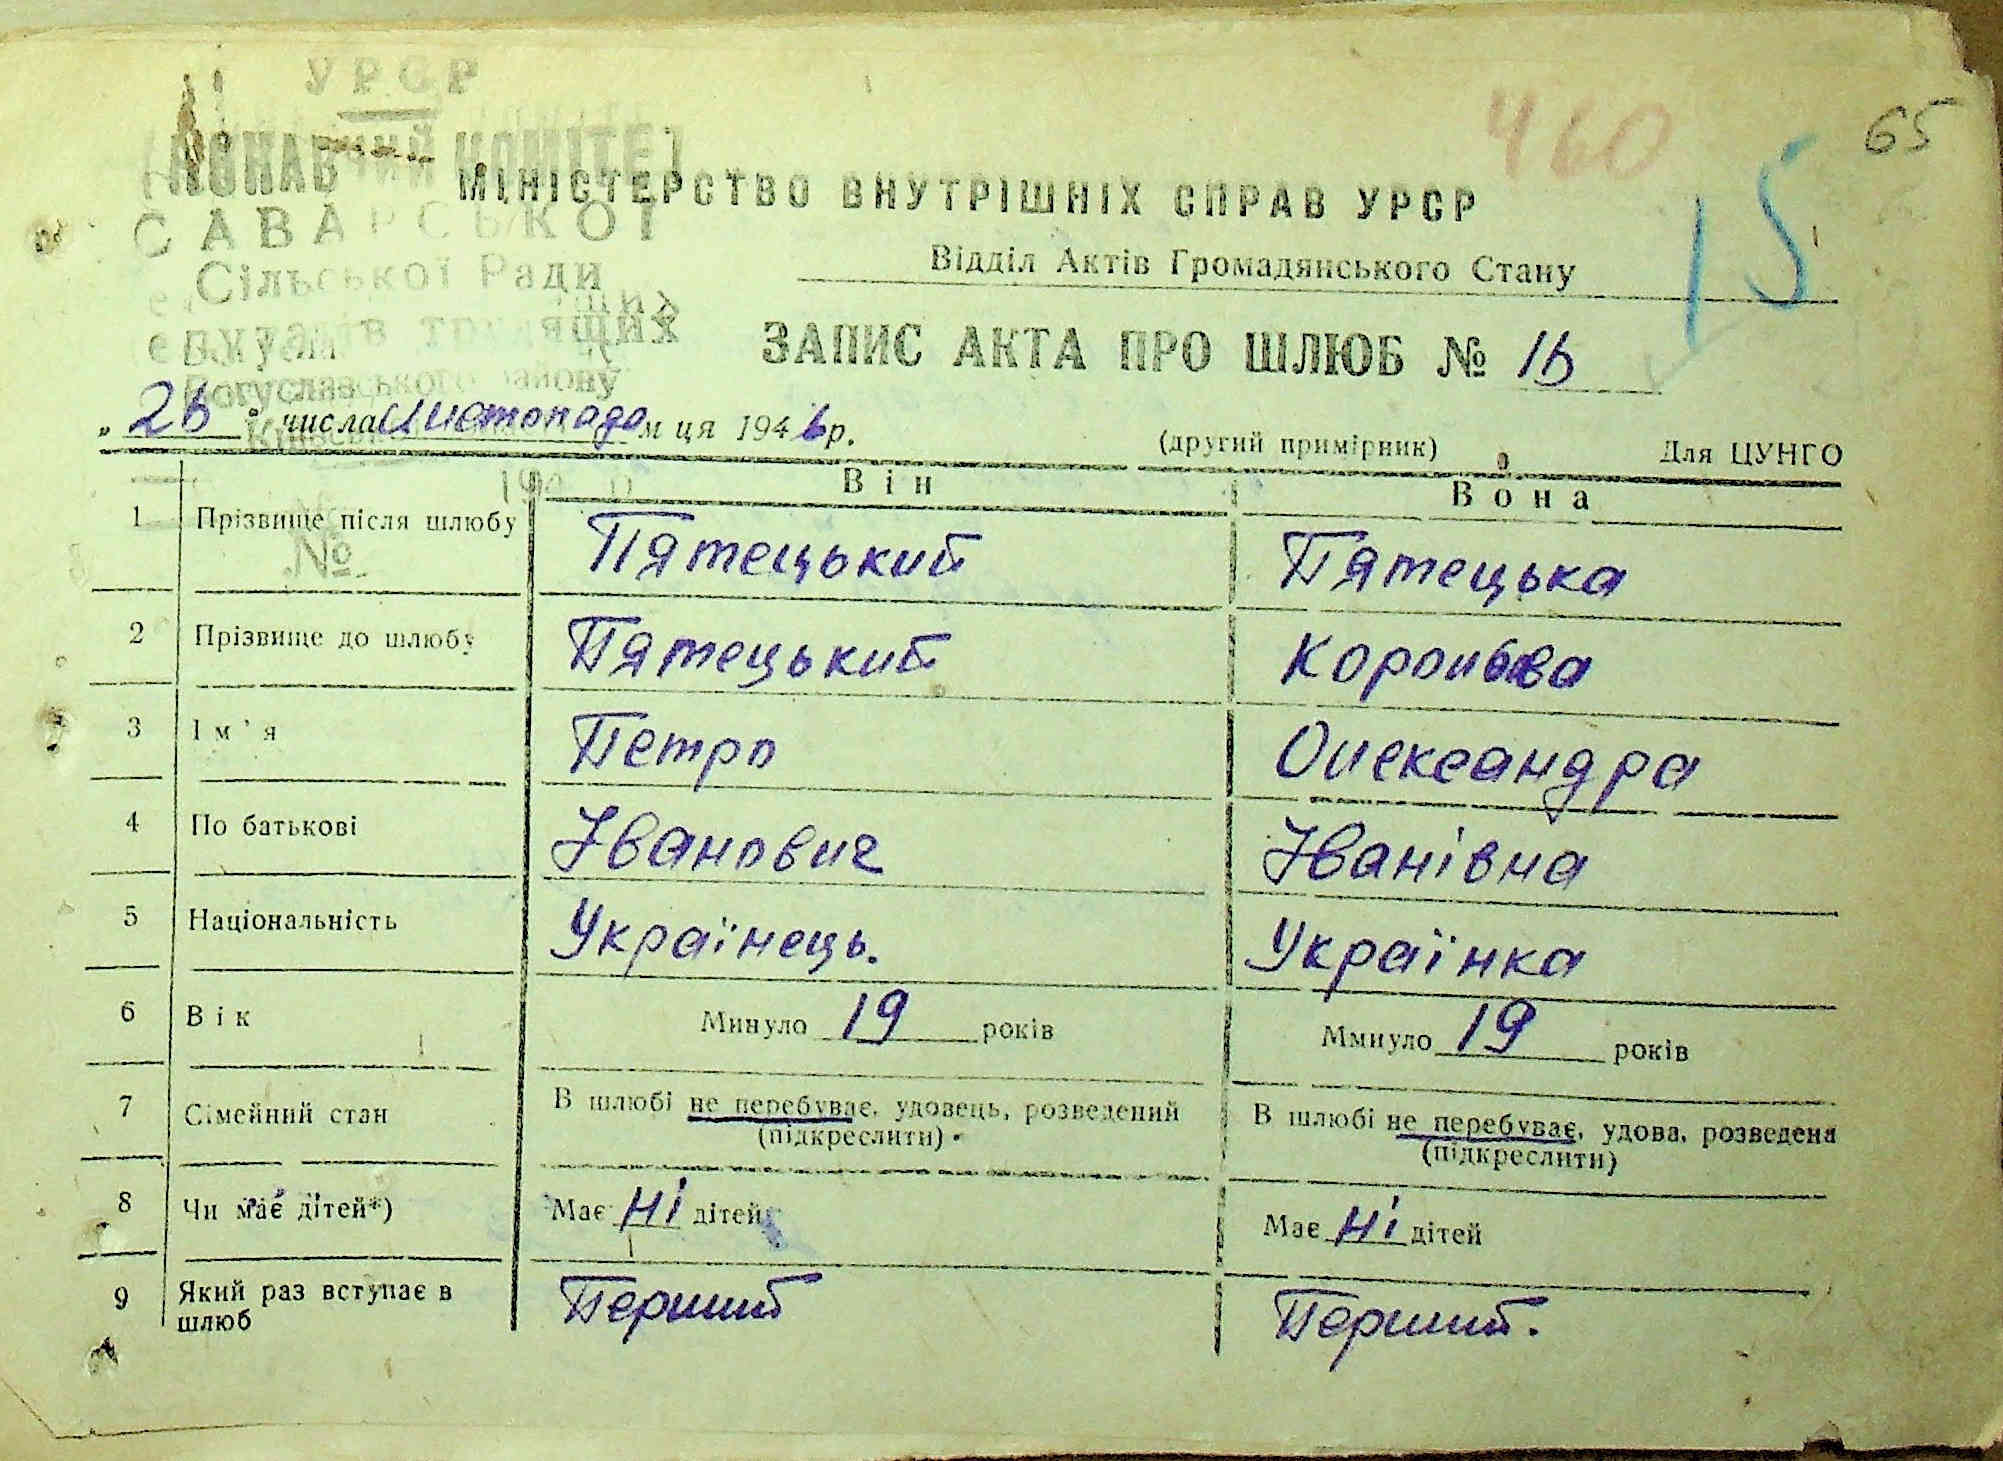 УРСР
460
65
ВИКОНАВЧИЙ КОМІТЕТ
МІНІСТЕРСТВО ВНУТРІШНІХ СПРАВ УРСР
15
САВАРСЬКОЇ
Відділ Актів Громадянського Стану
Сільської Ради
депутатів трудящих
ЗАПИС АКТА ПРО ШЛЮБ № 16
Богуславського району
„ 26 " числа Листопада м ця 1946 р.
(другий примірник) Для ЦУНГО
Він Вона
№
1 Прізвище після шлюбу Пятецький Пятецька
2 Прізвище до шлюбу Пятецький
3 Ім'я Петро Олександра
4 По батькові Іванович Іванівна
5 Національність Українець. Українка
6 Вік Минуло 19 років Ммиуло 19 років
7 Сімейний стан В шлюбі не перебуває, удовець, розведений (підкреслити) В шлюбі не перебуває, удова, розведена (підкреслити)
8 Чи має дітей*) Має ні дітей Має ні дітей
9 Який раз вступає в шлюб Перший Перший.